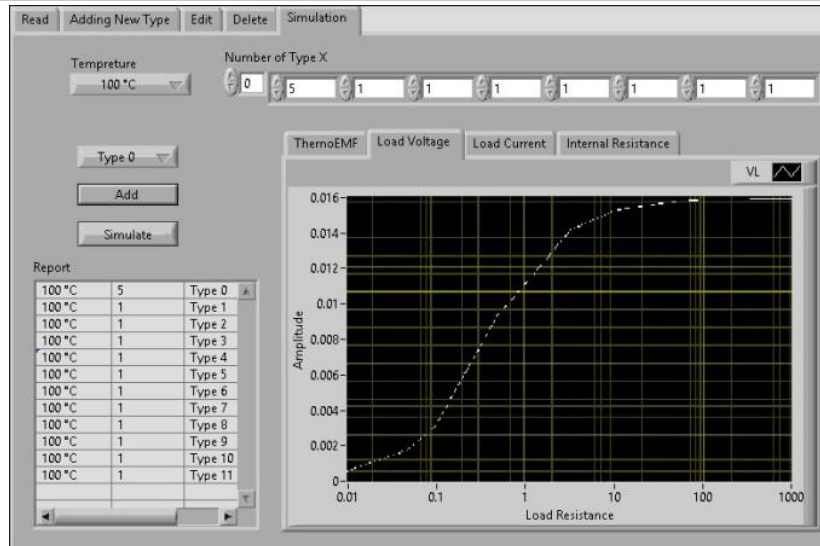 Read Adding New Type Edit Delete Simulation
Tempreture
100 °C
Number of Type X
0 5 1 1 1 1 1 1 1
Type 0
Add
Simulate
ThernoEMF Load Voltage Load Current Internal Resistance
VL
Amplitude
0.016
0.014
0.012
0.01
0.008
0.006
0.004
0.002
0
0.01 0.1 1 10 100 1000
Load Resistance
Report
100 °C 5 Type 0
100 °C 1 Type 1
100 °C 1 Type 2
100 °C 1 Type 3
100 °C 1 Type 4
100 °C 1 Type 5
100 °C 1 Type 6
100 °C 1 Type 7
100 °C 1 Type 8
100 °C 1 Type 9
100 °C 1 Type 10
100 °C 1 Type 11